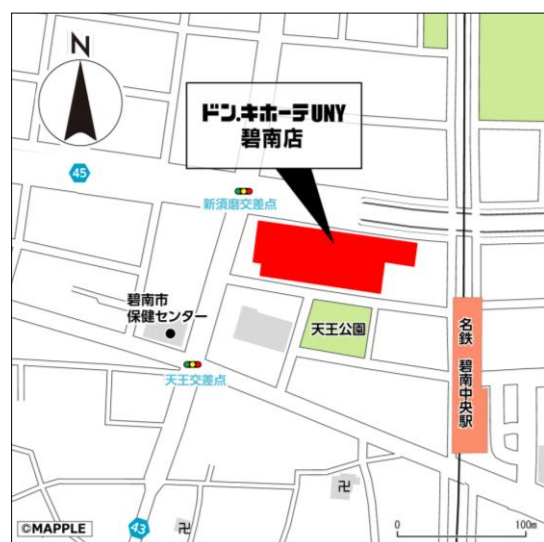 N
ドン.キホーテUNY
碧南店
45
新須磨交差点
碧南市
保健センター
天王公園
天王交差点
名鉄 碧南中央駅
卍
卍
43
©MAPPLE
0 100m